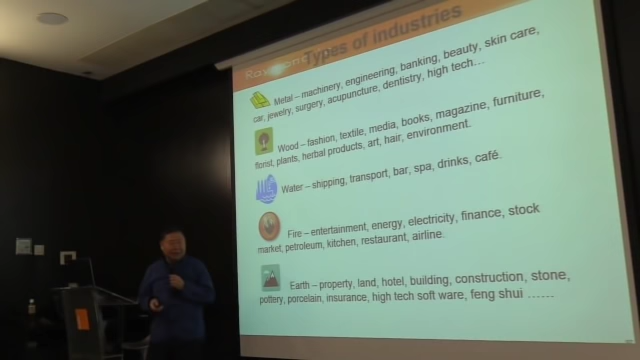 Types of industries
Metal – machinery, engineering, banking, beauty, skin care,
car, jewelry, surgery, acupuncture, dentistry, high tech…
Wood – fashion, textile, media, books, magazine, furniture,
florist, plants, herbal products, art, hair, environment.
Water – shipping, transport, bar, spa, drinks, café.
Fire – entertainment, energy, electricity, finance, stock
market, petroleum, kitchen, restaurant, airline.
Earth – property, land, hotel, building, construction, stone,
pottery, porcelain, insurance, high tech soft ware, feng shui ……